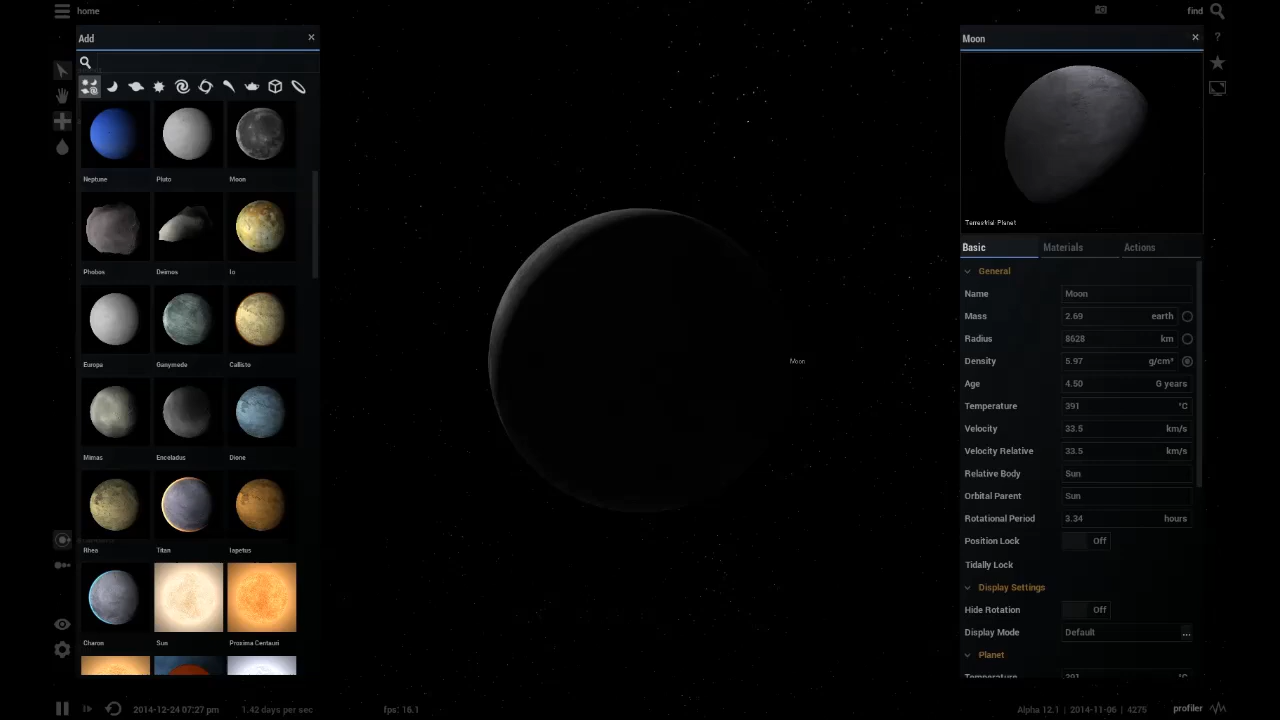 home
find
Add
Moon
Neptune
Pluto
Moon
Phobos
Deimos
Io
Europa
Ganymede
Callisto
Mimas
Enceladus
Dione
Rhea
Titan
Iapetus
Charon
Sun
Proxima Centauri
Moon
Terrestrial Planet
Basic
Materials
Actions
General
Name Moon
Mass 2.69 earth
Radius 8628 km
Density 5.97 g/cm³
Age 4.50 G years
Temperature 391 °C
Velocity 33.5 km/s
Velocity Relative 33.5 km/s
Relative Body Sun
Orbital Parent Sun
Rotational Period 3.34 hours
Position Lock Off
Tidally Lock
Display Settings
Hide Rotation Off
Display Mode Default ...
Planet
Temperature 391 °C
2014-12-24 07:27 pm
1.42 days per sec
fps: 16.1
Alpha 12.1 | 2014-11-06 | 4275
profiler